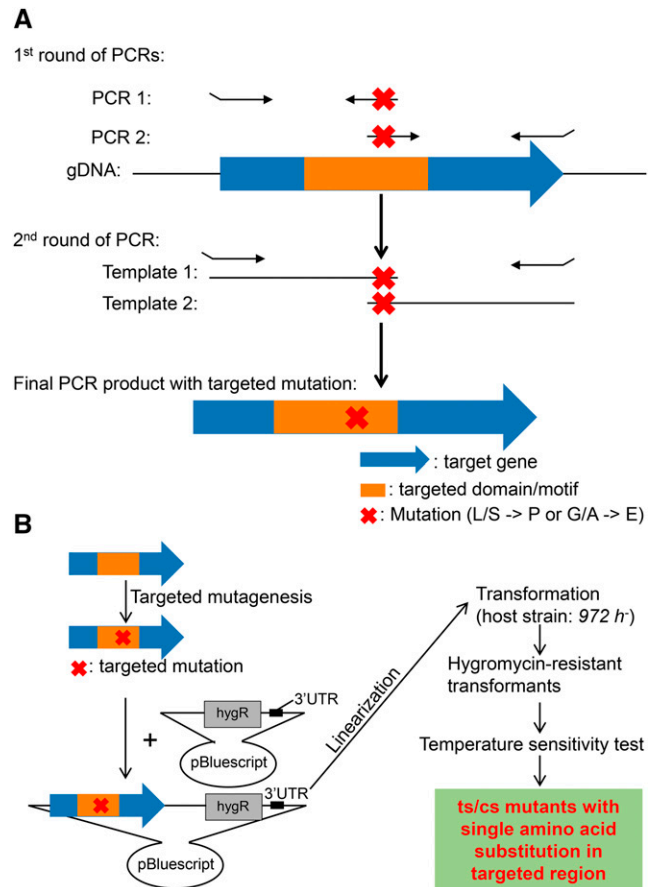 A
1st round of PCRs:
PCR 1:
PCR 2:
gDNA:
2nd round of PCR:
Template 1:
Template 2:
Final PCR product with targeted mutation:
: target gene
: targeted domain/motif
: Mutation (L/S -> P or G/A -> E)
B
Targeted mutagenesis
: targeted mutation
+
3'UTR
hygR
pBluescript
3'UTR
hygR
pBluescript
Linearization
Transformation
(host strain: 972 h-)
Hygromycin-resistant
transformants
Temperature sensitivity test
ts/cs mutants with
single amino acid
substitution in
targeted region